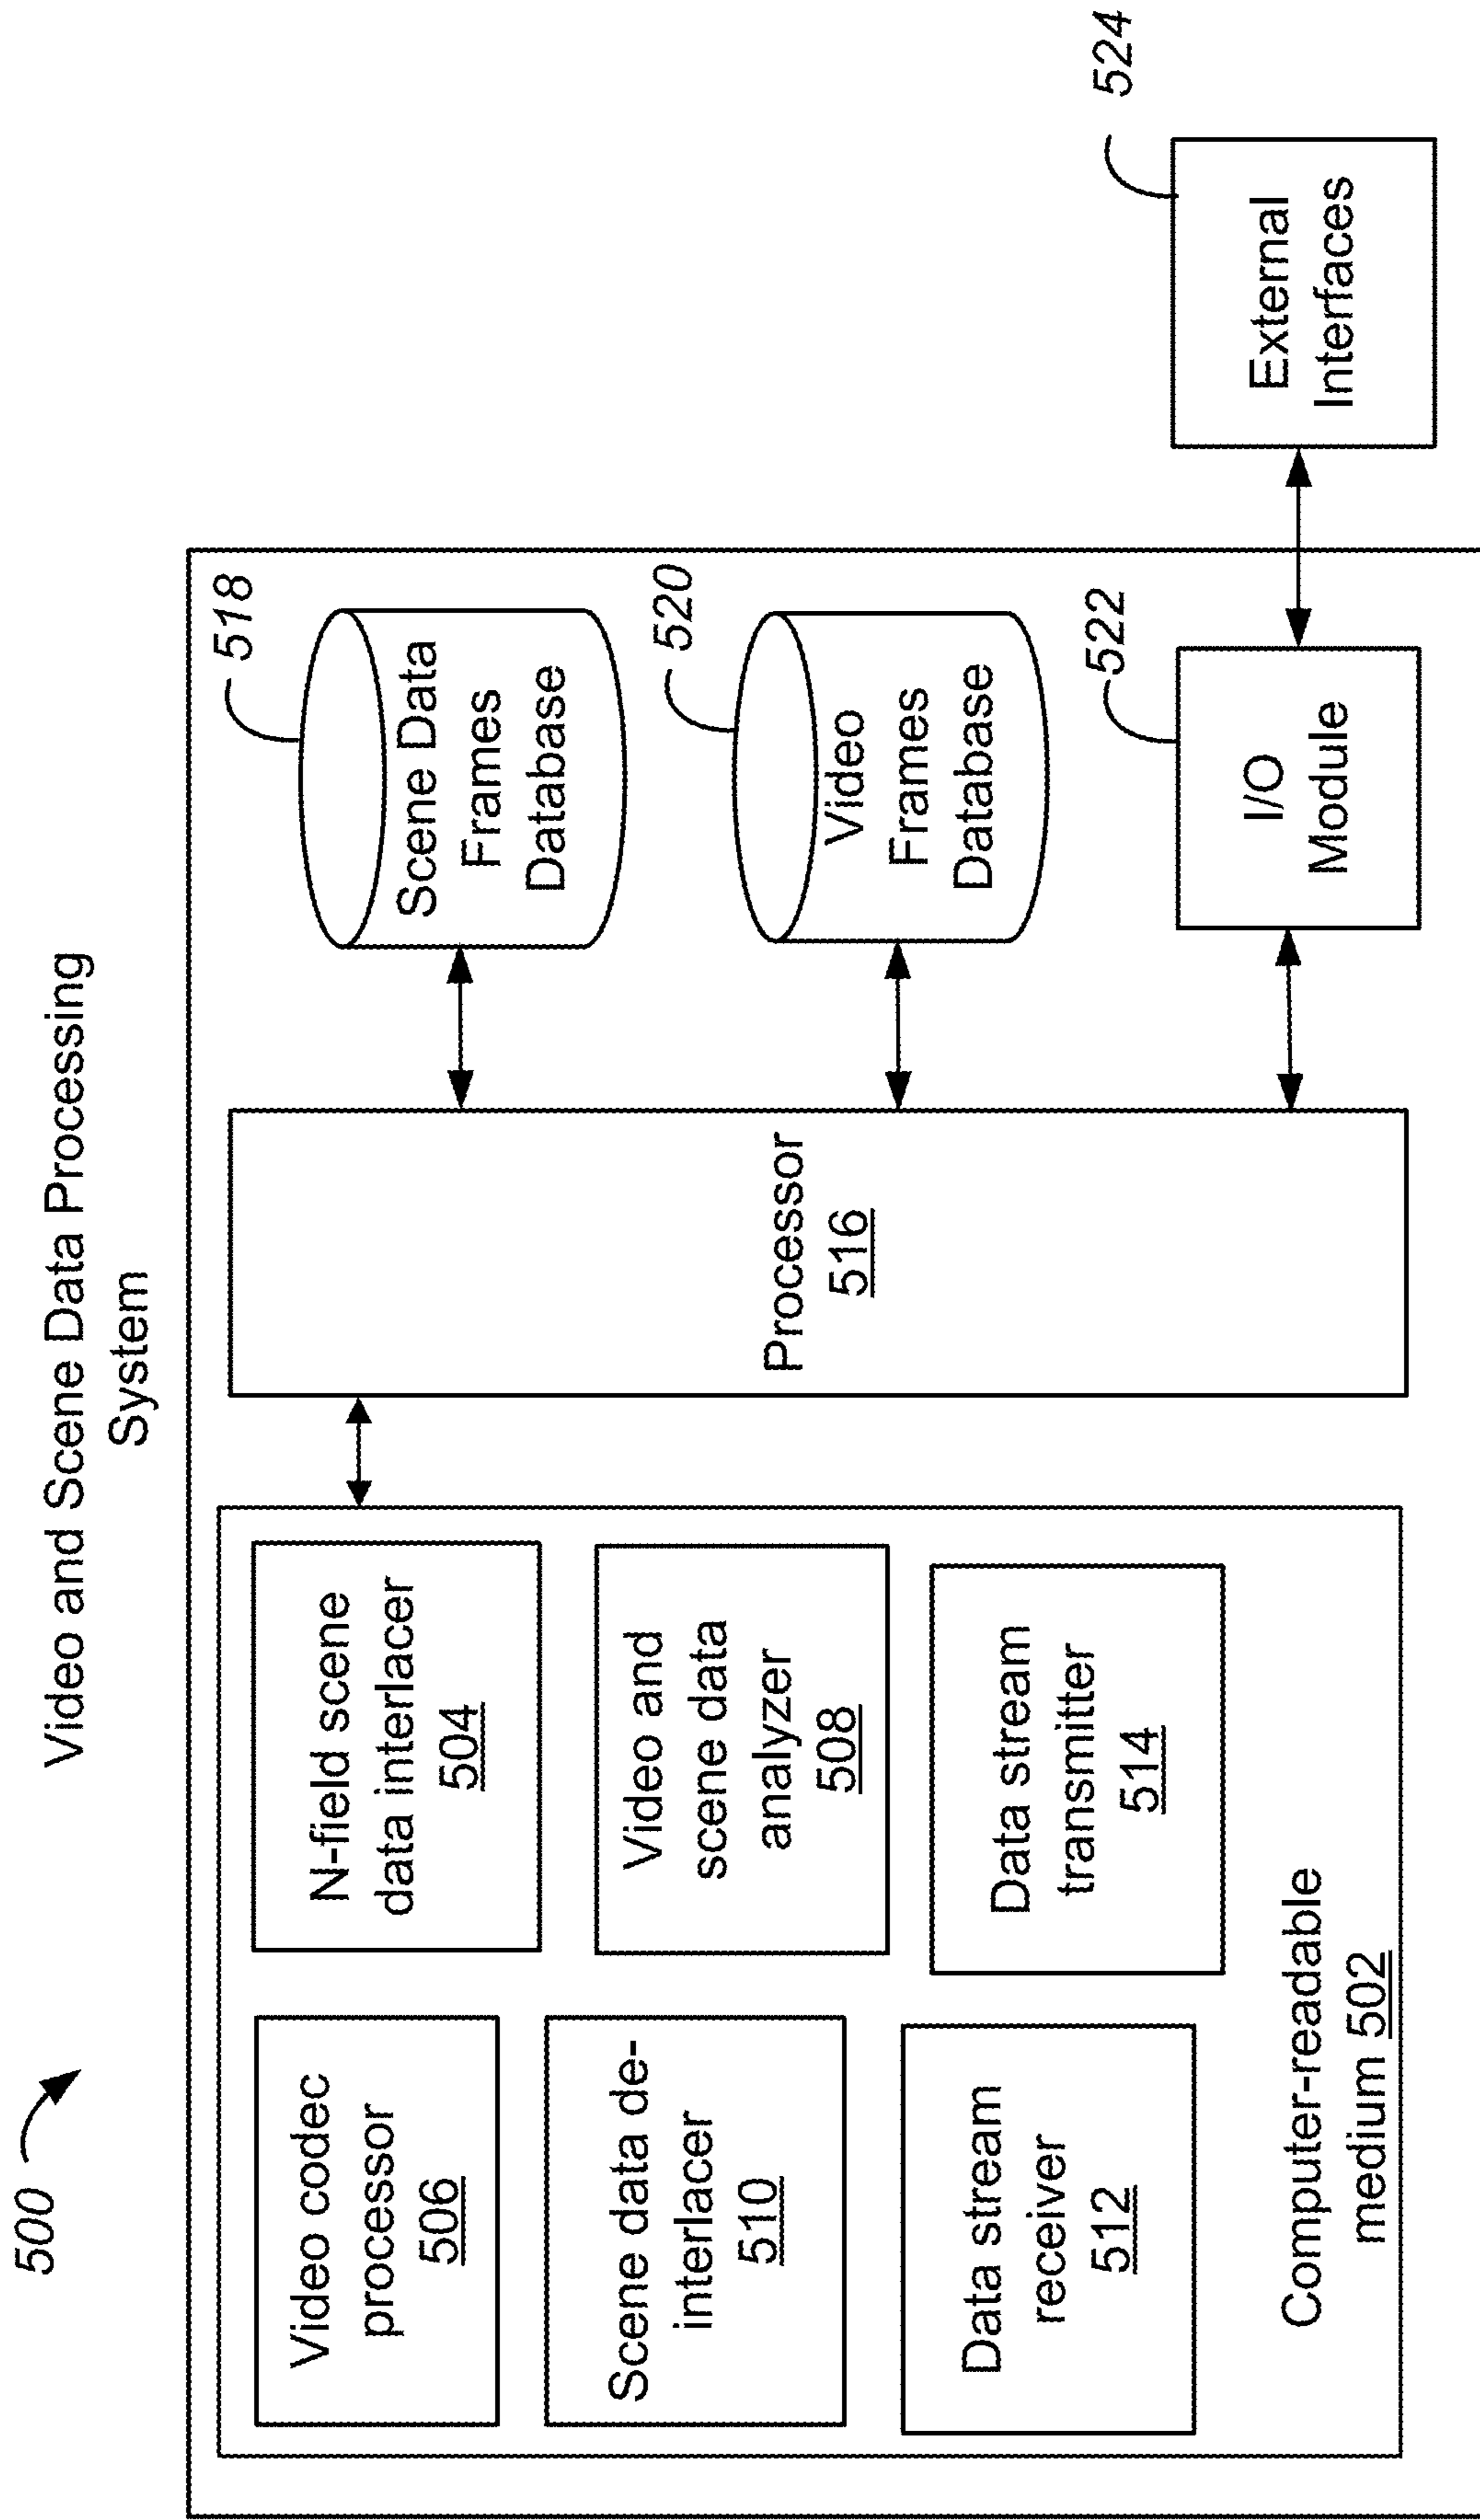 500
Video and Scene Data Processing
System
Video codec
processor
506
N-field scene
data interlacer
504
Scene data de-
interlacer
510
Video and
scene data
analyzer
508
Data stream
receiver
512
Data stream
transmitter
514
Computer-readable
medium 502
Processor
516
518
Scene Data
Frames
Database
520
Video
Frames
Database
522
I/O
Module
524
External
Interfaces